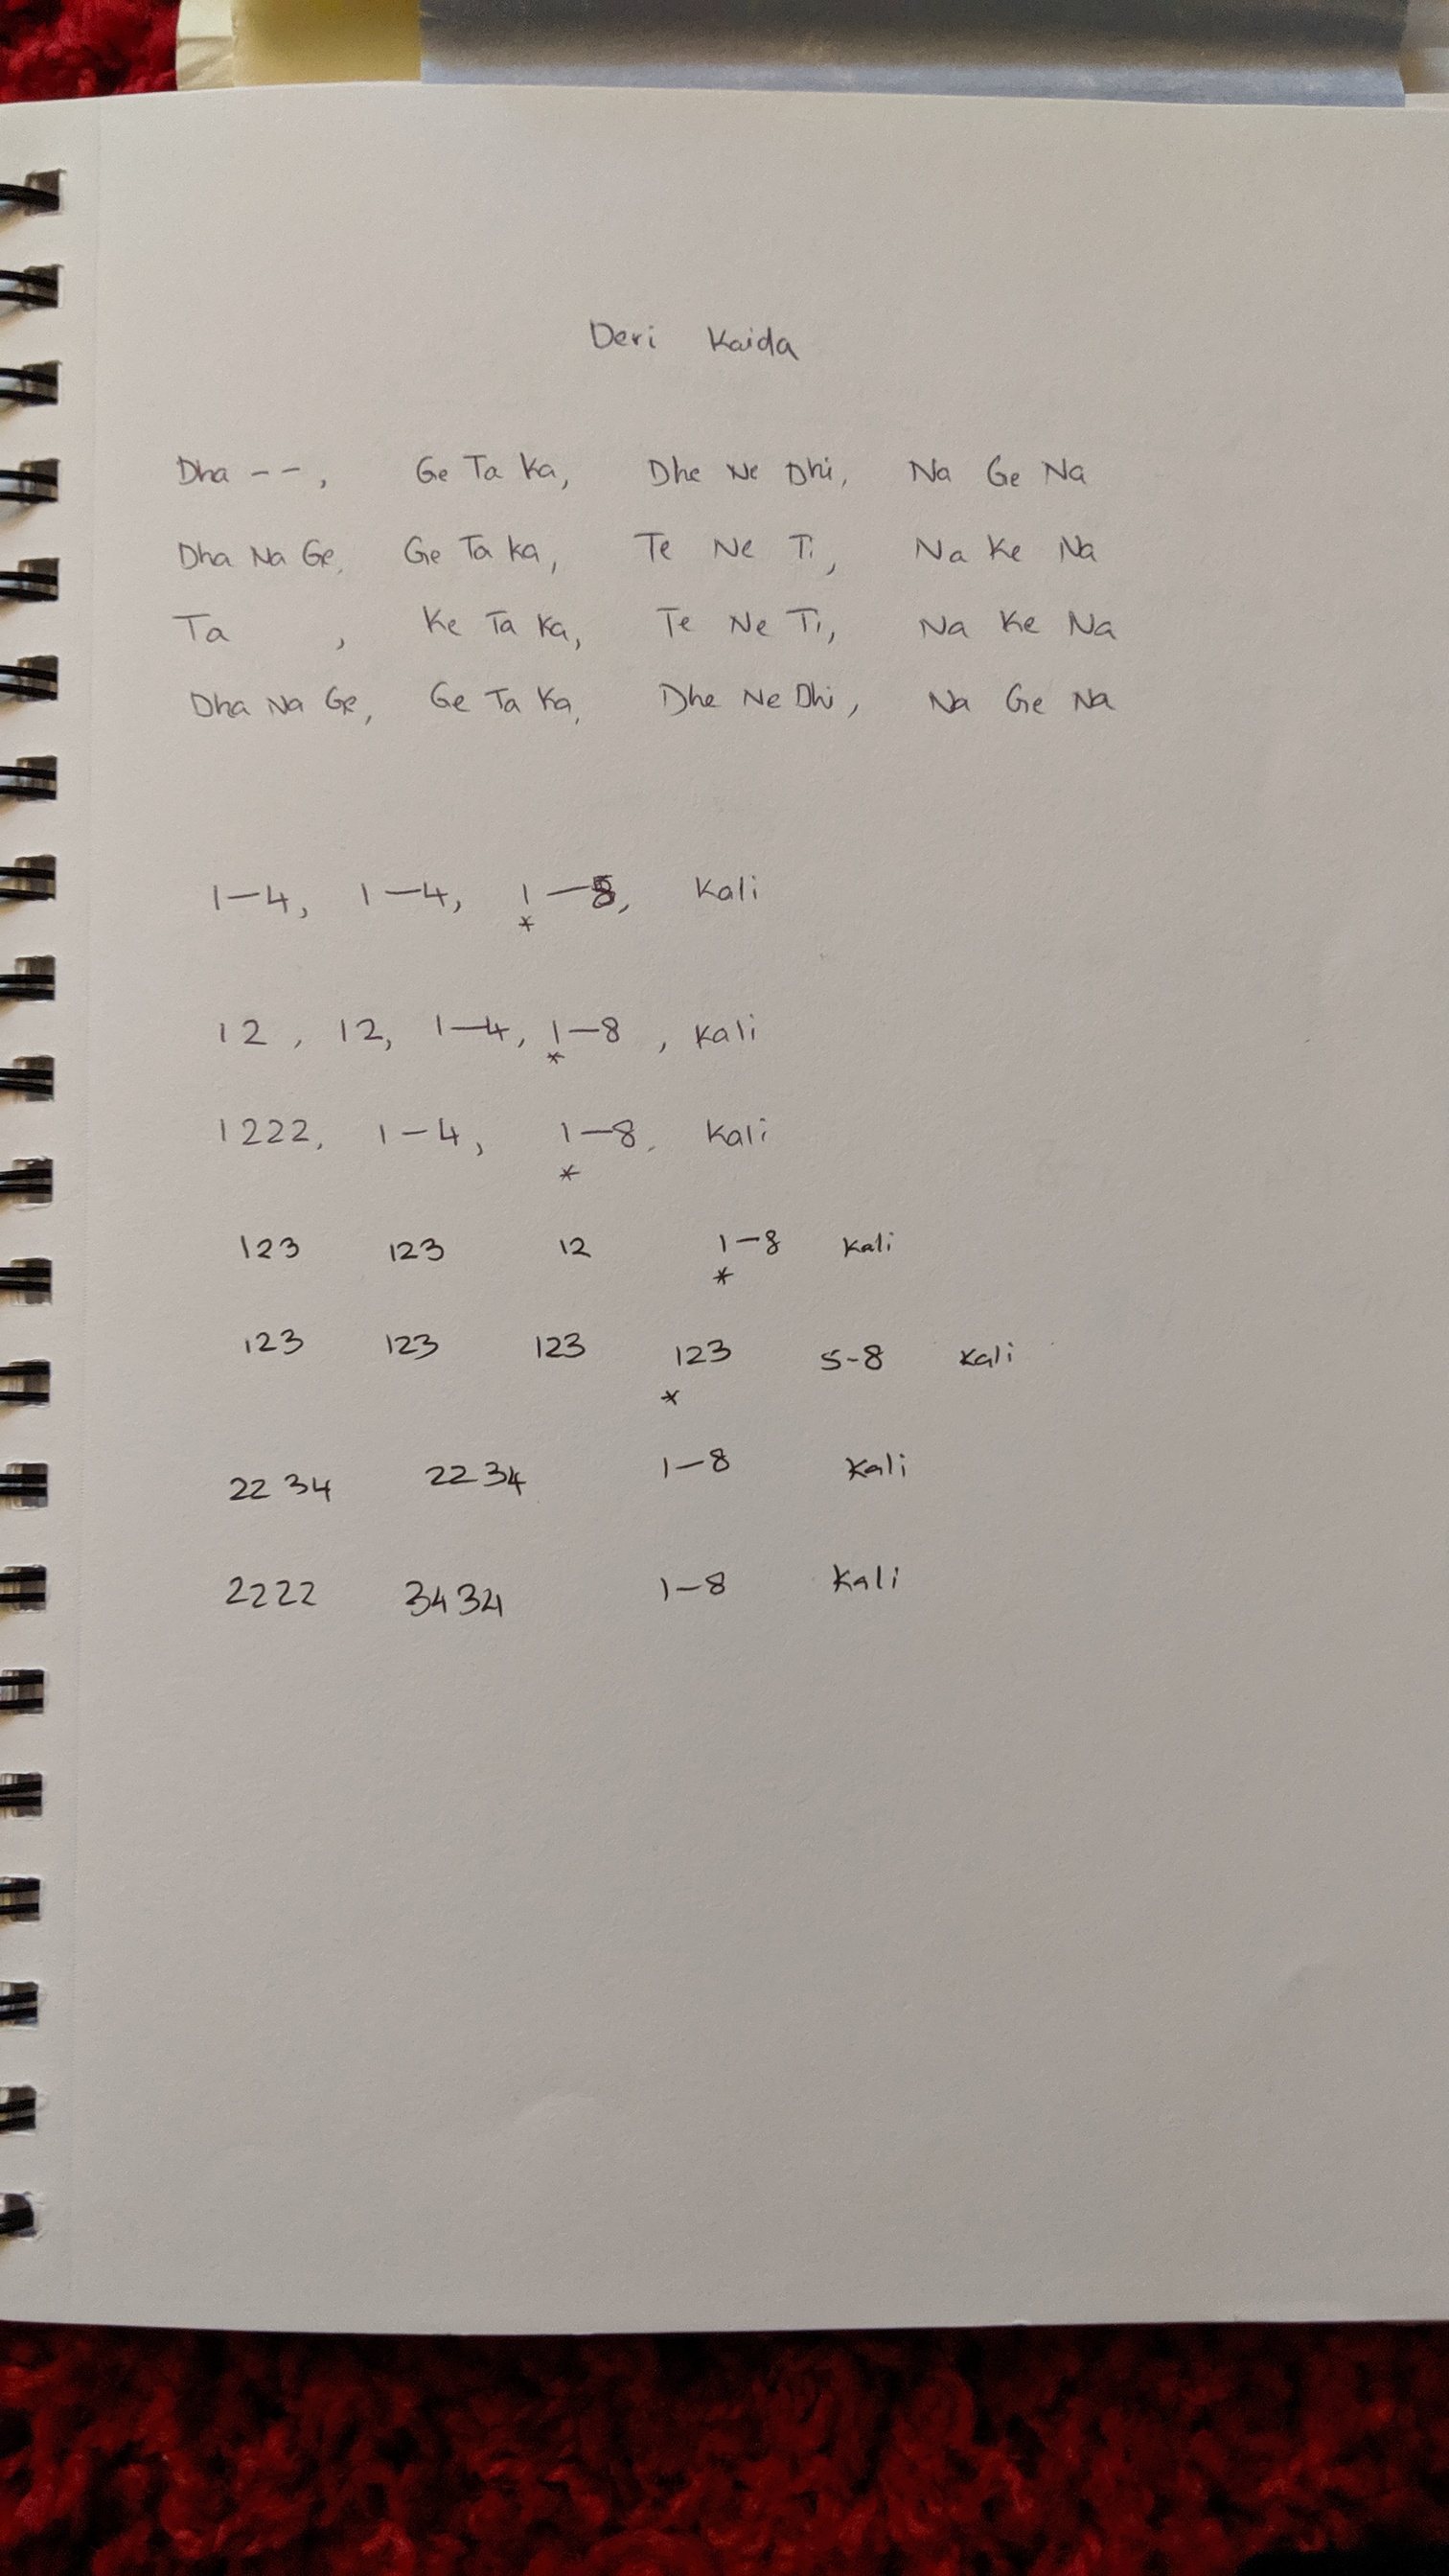 Deri Kaida
Dha - - , Ge Ta Ka, Dhe Ne Dhi, Na Ge Na
Dha Na Ge, Ge Ta Ka, Te Ne Ti, Na Ke Na
Ta , Ke Ta Ka, Te Ne Ti, Na Ke Na
Dha Na Ge, Ge Ta Ka, Dhe Ne Dhi, Na Ge Na
1-4, 1-4, 1-8, Kali
*
12, 12, 1-4, 1-8, Kali
*
1222, 1-4, 1-8, Kali
*
123 123 12 1-8 Kali
*
123 123 123 123 5-8 Kali
*
2234 2234 1-8 Kali
2222 3434 1-8 Kali